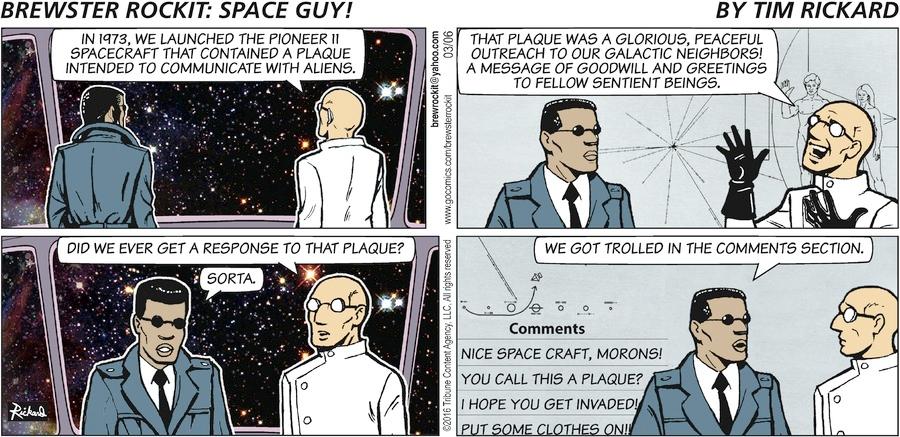 BREWSTER ROCKIT: SPACE GUY!
BY TIM RICKARD
IN 1973, WE LAUNCHED THE PIONEER 11
SPACECRAFT THAT CONTAINED A PLAQUE
INTENDED TO COMMUNICATE WITH ALIENS.
brewrockit@yahoo.com
03/06
www.gocomics.com/brewsterrockit
THAT PLAQUE WAS A GLORIOUS, PEACEFUL
OUTREACH TO OUR GALACTIC NEIGHBORS!
A MESSAGE OF GOODWILL AND GREETINGS
TO FELLOW SENTIENT BEINGS.
DID WE EVER GET A RESPONSE TO THAT PLAQUE?
SORTA.
Rickard
©2016 Tribune Content Agency, LLC. All rights reserved
WE GOT TROLLED IN THE COMMENTS SECTION.
Comments
NICE SPACE CRAFT, MORONS!
YOU CALL THIS A PLAQUE?
I HOPE YOU GET INVADED!
PUT SOME CLOTHES ON!!